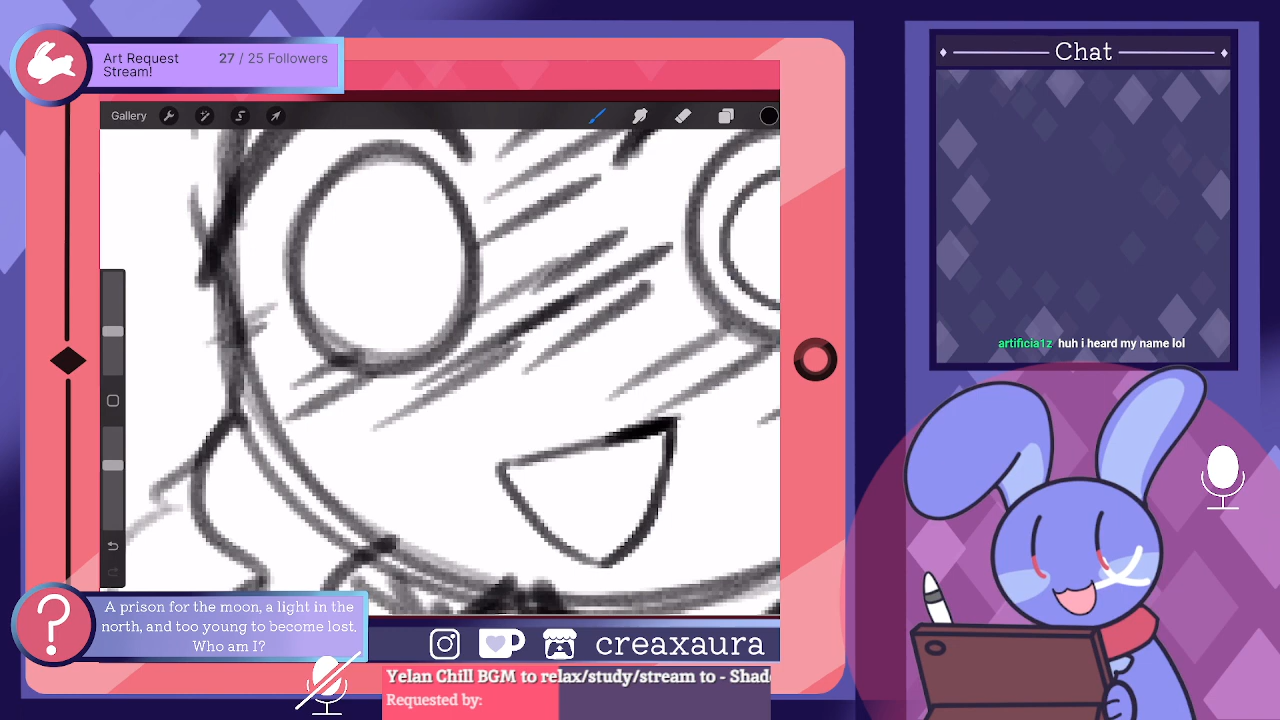 Art Request
Stream!
27 / 25 Followers
Chat
Gallery
artificia1z huh i heard my name lol
A prison for the moon, a light in the
north, and too young to become lost.
Who am I?
creaxaura
Yelan Chill BGM to relax/study/stream to - Shad
Requested by: